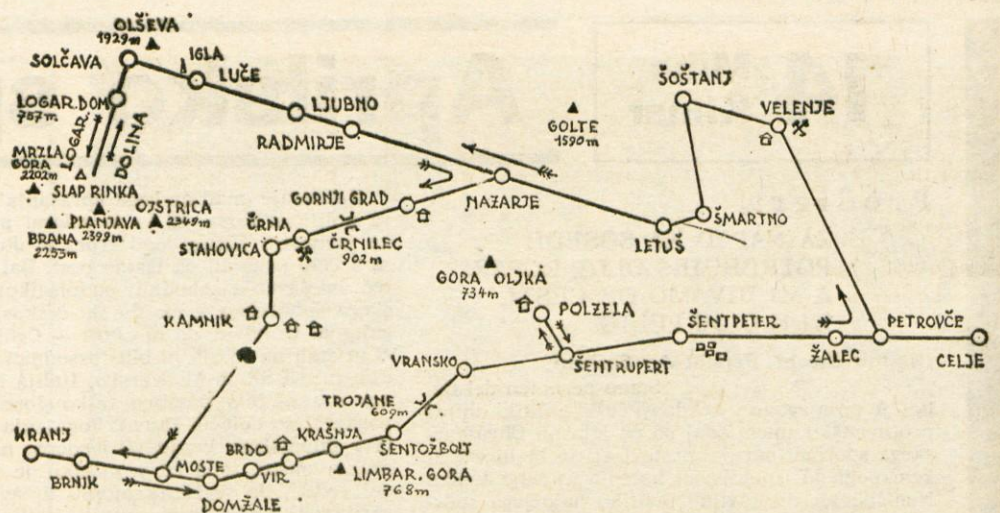 OLŠEVA
1929m
SOLČAVA
IGLA
LUČE
LOGAR.DOM
787m
LOGAR.
DOLINA
LJUBNO
RADMIRJE
ŠOŠTANJ
VELENJE
GOLTE
1590m
MRZLA
GORA
2202m
SLAP RINKA
PLANJAVA
2399m
OJSTRICA
2349m
BRANA
2253m
GORNJI GRAD
NAZARJE
ČRNA
STAHOVICA
ČRNILEC
902m
ŠMARTNO
LETUŠ
GORA OLJKA
734m
POLZELA
KAMNIK
ŠENTPETER
PETROVČE
VRANSKO
ŠENTRUPERT
ŽALEC
CELJE
TROJANE
609m
KRANJ
KRAŠNJA
ŠENTOŽBOLT
BRDO
BRNIK
MOSTE
VIR
LIMBAR. GORA
768m
DOMŽALE